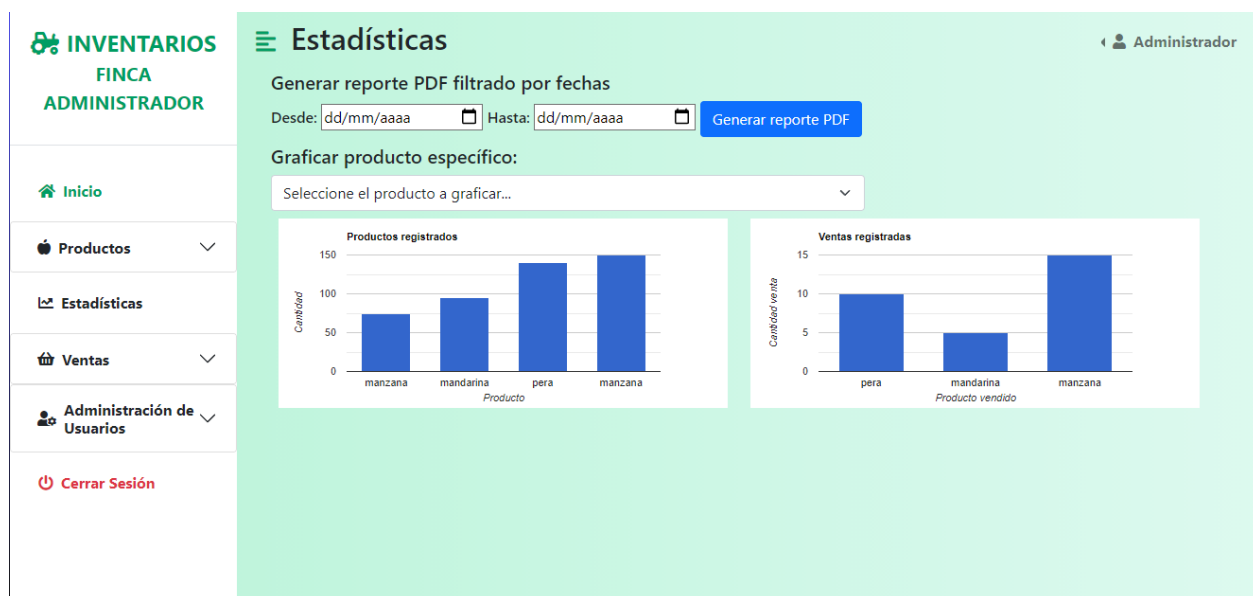 INVENTARIOS
FINCA
ADMINISTRADOR
Inicio
Productos
Estadísticas
Ventas
Administración de
Usuarios
Cerrar Sesión
Estadísticas
Administrador
Generar reporte PDF filtrado por fechas
Desde: dd/mm/aaaa Hasta: dd/mm/aaaa Generar reporte PDF
Graficar producto específico:
Seleccione el producto a graficar...
Productos registrados
Cantidad
150
100
50
0
manzana mandarina pera manzana
Producto
Ventas registradas
Cantidad venta
15
10
5
0
pera mandarina manzana
Producto vendido